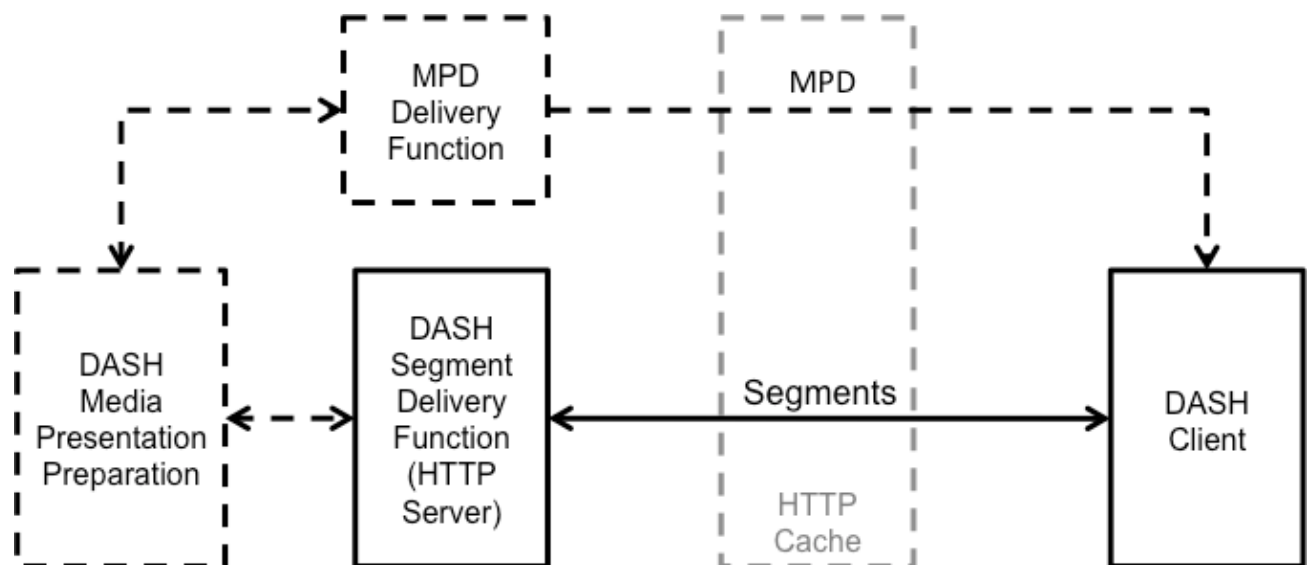 MPD
Delivery
Function
MPD
DASH
Media
Presentation
Preparation
DASH
Segment
Delivery
Function
(HTTP
Server)
Segments
HTTP
Cache
DASH
Client